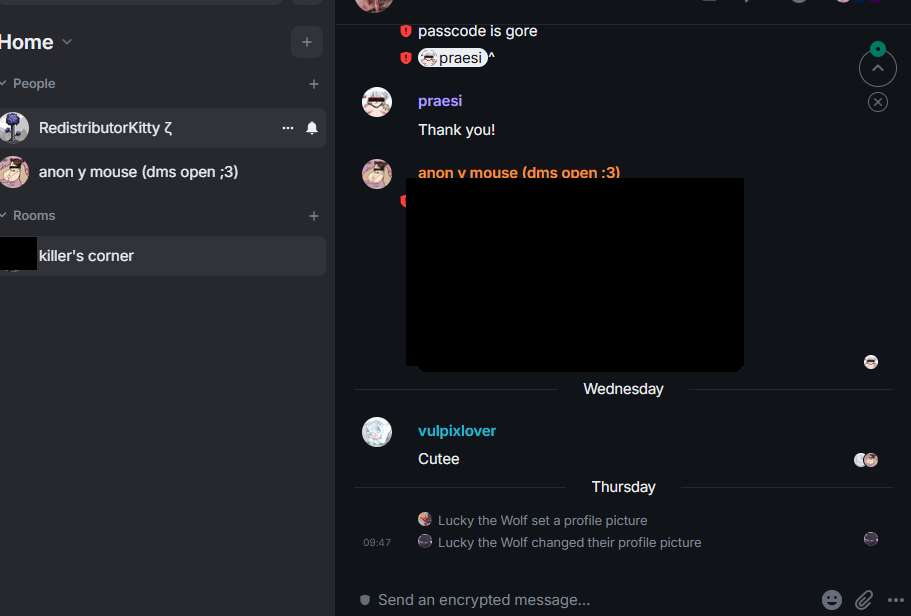 Home
People
RedistributorKitty ζ
anon y mouse (dms open ;3)
Rooms
killer's corner
passcode is gore
praesi^
praesi
Thank you!
anon y mouse (dms open ;3)
Wednesday
vulpixlover
Cutee
Thursday
Lucky the Wolf set a profile picture
09:47 Lucky the Wolf changed their profile picture
Send an encrypted message...